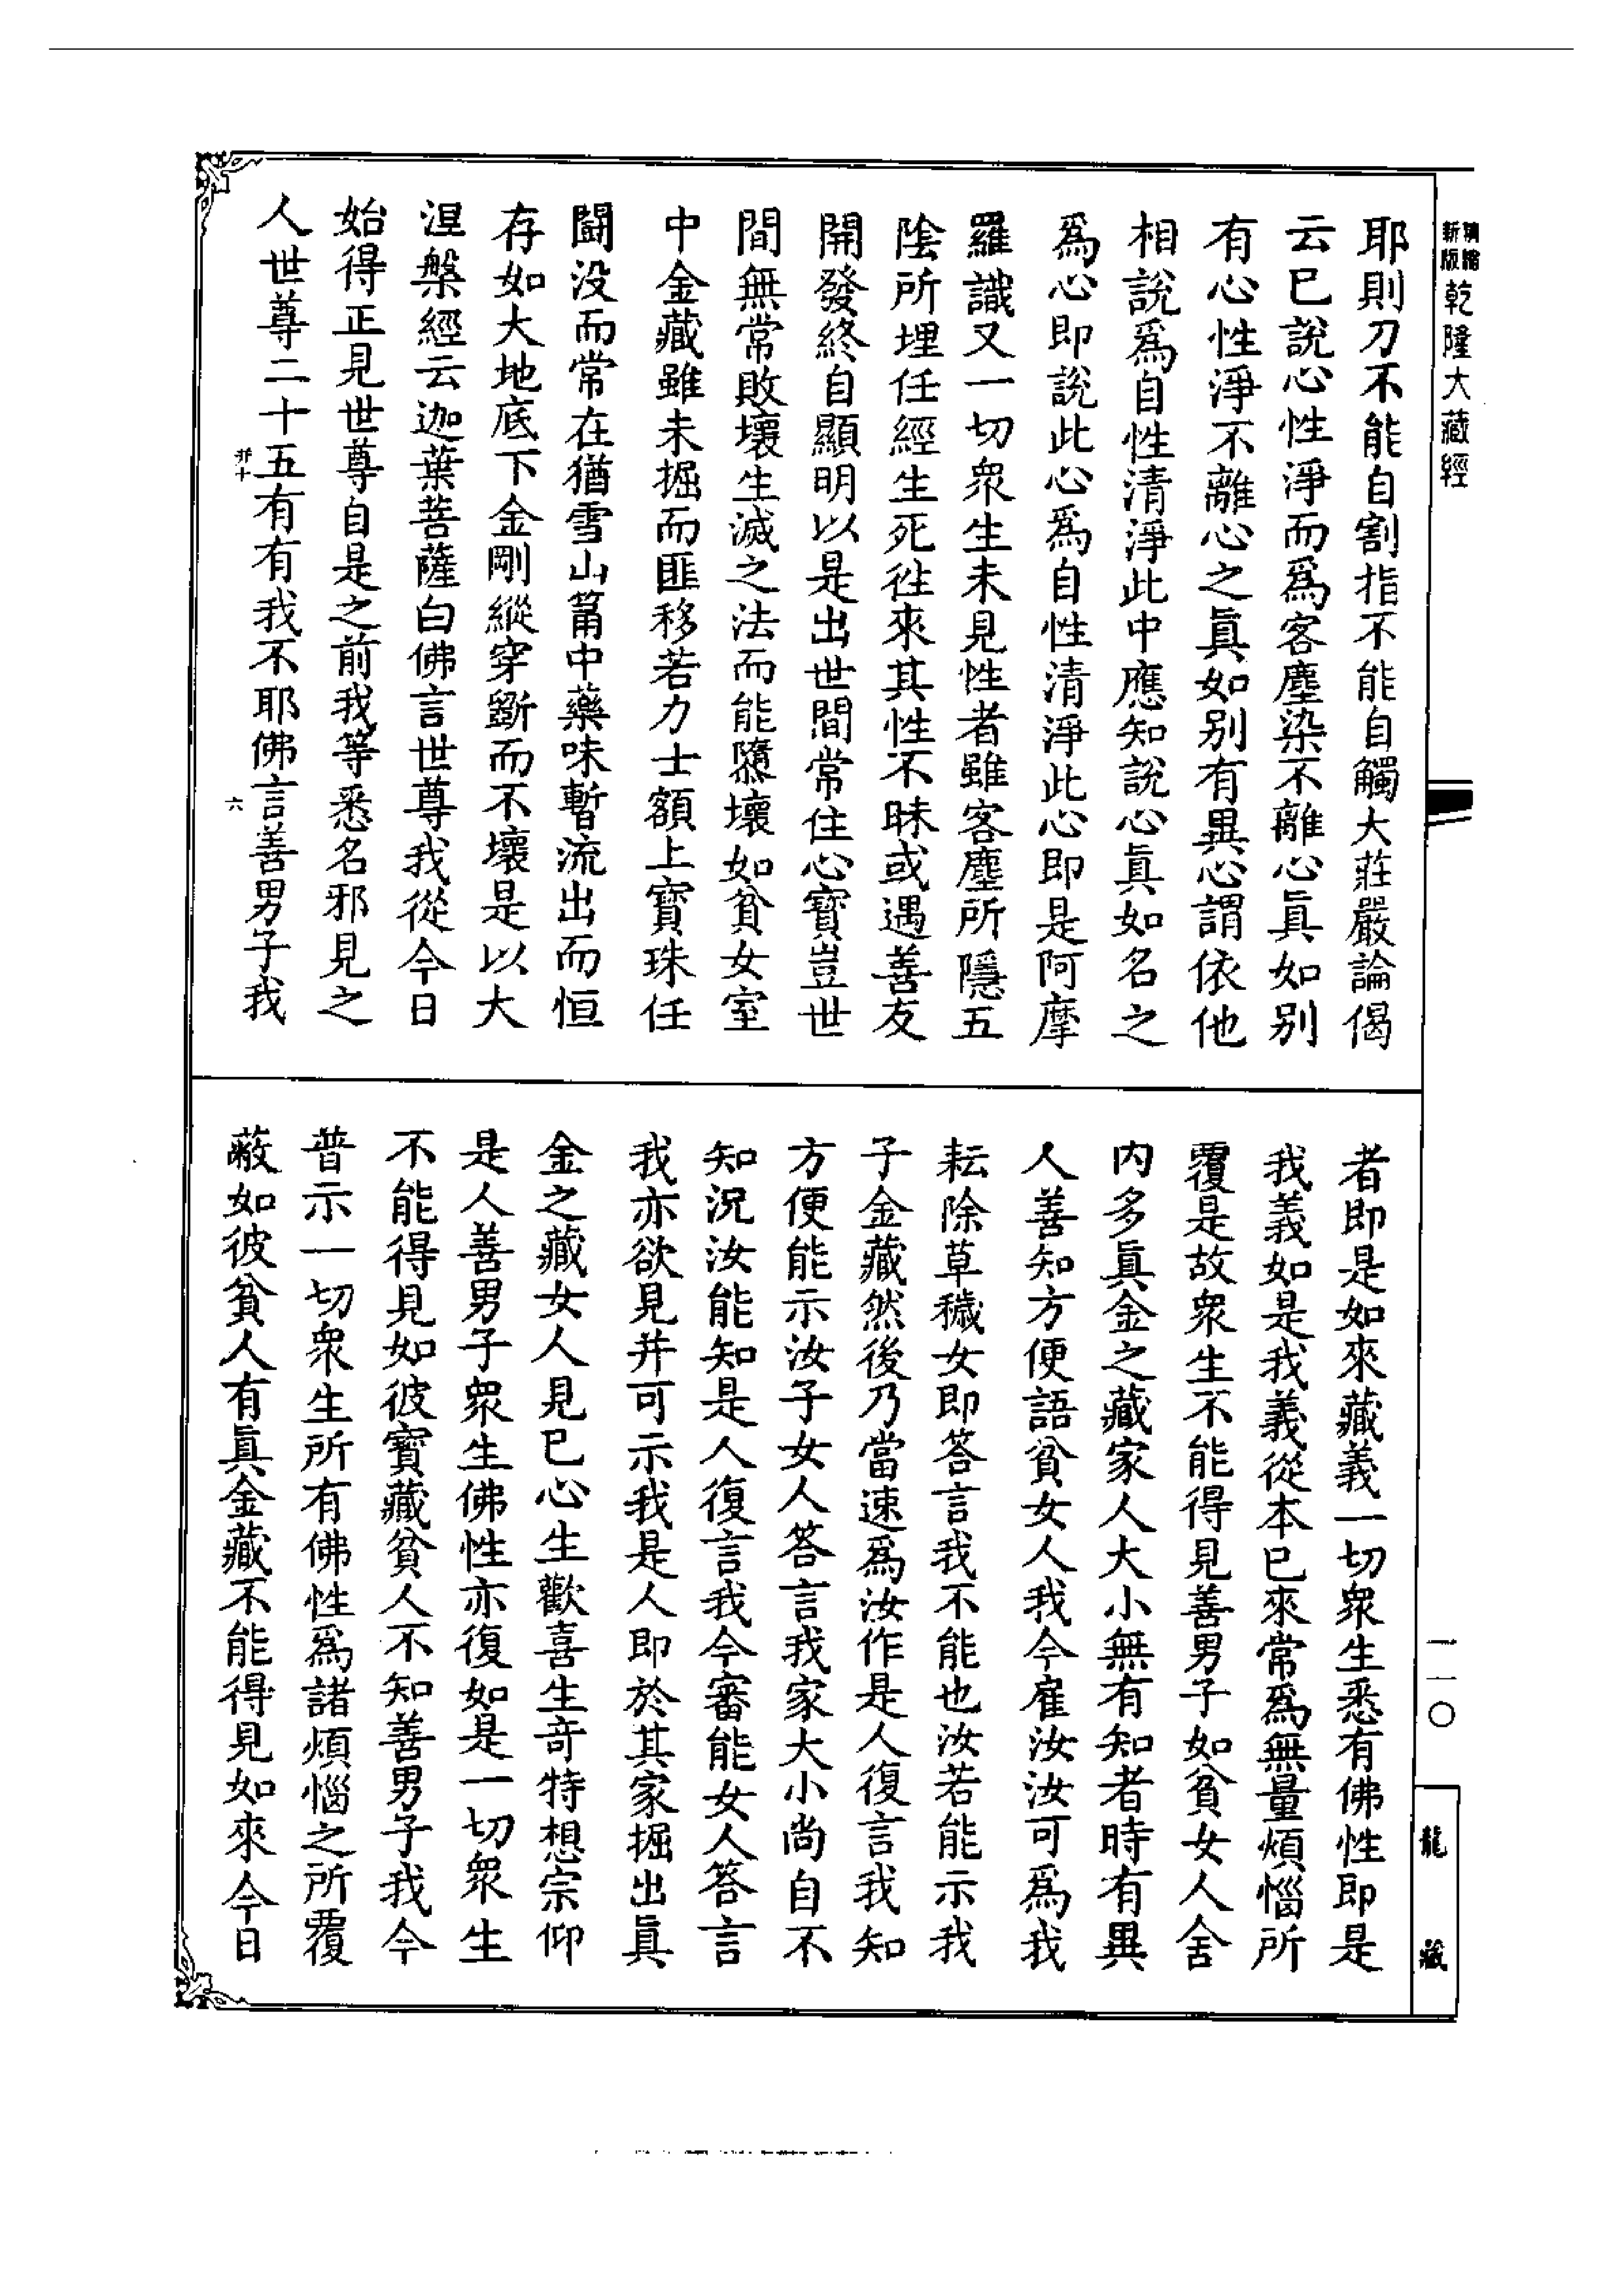 精縮
新版
乾隆大藏經
耶則刀不能自割指不能自觸大莊嚴論偈
云已說心性淨而爲客塵染不離心眞如別
有心性淨不離心之眞如别有異心謂依他
相說爲自性清淨此中應知說心眞如名之
爲心即說此心爲自性清淨此心即是阿摩
羅識又一切衆生未見性者雖客塵所隱五
陰所埋任經生死徃來其性不昧或遇善友
開發終自顯明以是出世間常住心寳豈世
間無常敗壞生滅之法而能隳壞如貧女室
中金藏雖未掘而匪移若力士額上寳珠任
鬪没而常在猶雪山筩中藥味暫流出而恒
存如大地底下金剛縱穿斵而不壞是以大
涅槃經云迦葉菩薩白佛言世尊我從今日
始得正見世尊自是之前我等悉名邪見之
人世尊二十五有有我不耶佛言善男子我
六
者即是如來藏義一切衆生悉有佛性即是
我義如是我義從本已來常爲無量煩惱所
覆是故衆生不能得見善男子如貧女人舍
内多眞金之藏家人大小無有知者時有異
人善知方便語貧女人我今雇汝汝可爲我
耘除草穢女即答言我不能也汝若能示我
子金藏然後乃當速爲汝作是人復言我知
方便能示汝子女人答言我家大小尚自不
知況汝能知是人復言我今審能女人答言
我亦欲見并可示我是人即於其家掘出眞
金之藏女人見已心生歡喜生奇特想宗仰
是人善男子衆生佛性亦復如是一切衆生
不能得見如彼寳藏貧人不知善男子我今
普示一切衆生所有佛性爲諸煩惱之所覆
蔽如彼貧人有眞金藏不能得見如來今日
一一〇
龍藏